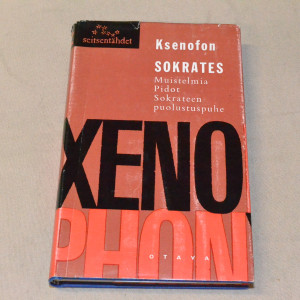 seitsentähdet
Ksenofon
SOKRATES
Muistelmia
Pidot
Sokrateen
puolustuspuhe
XENO
PHON
OTAVA